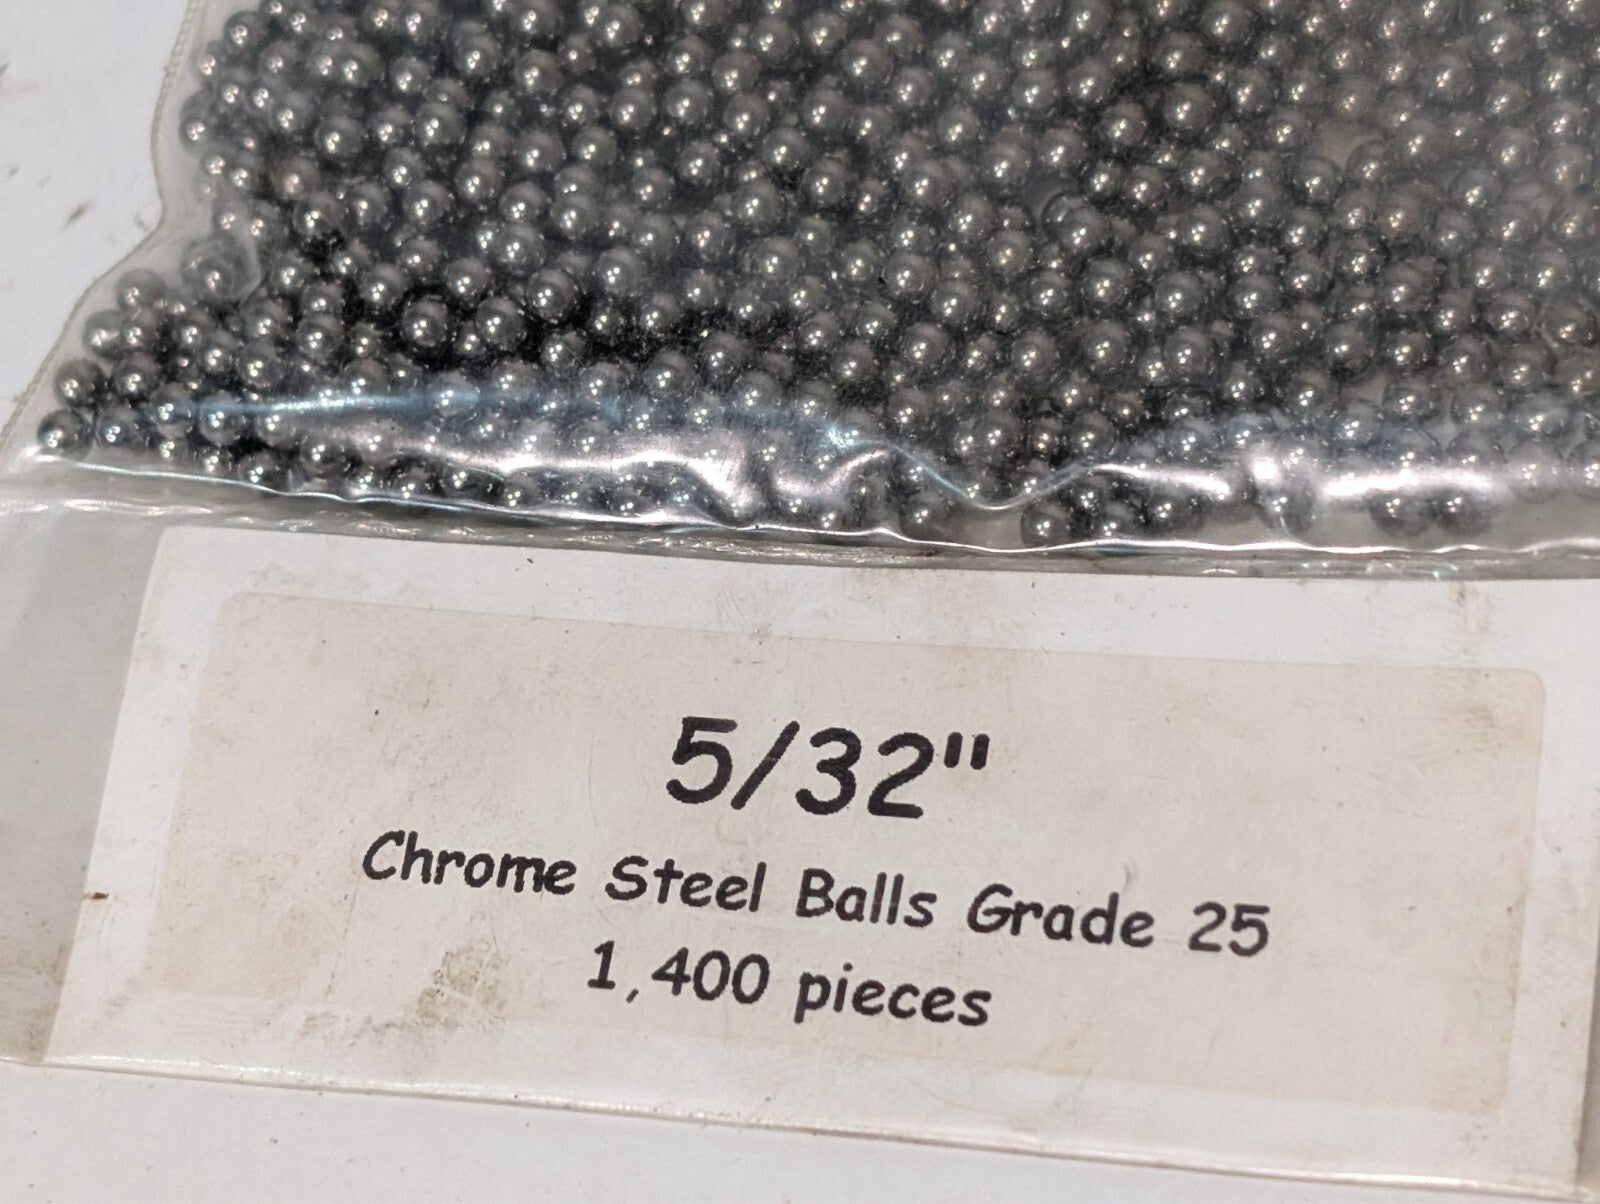 5/32"
Chrome Steel Balls Grade 25
1,400 pieces